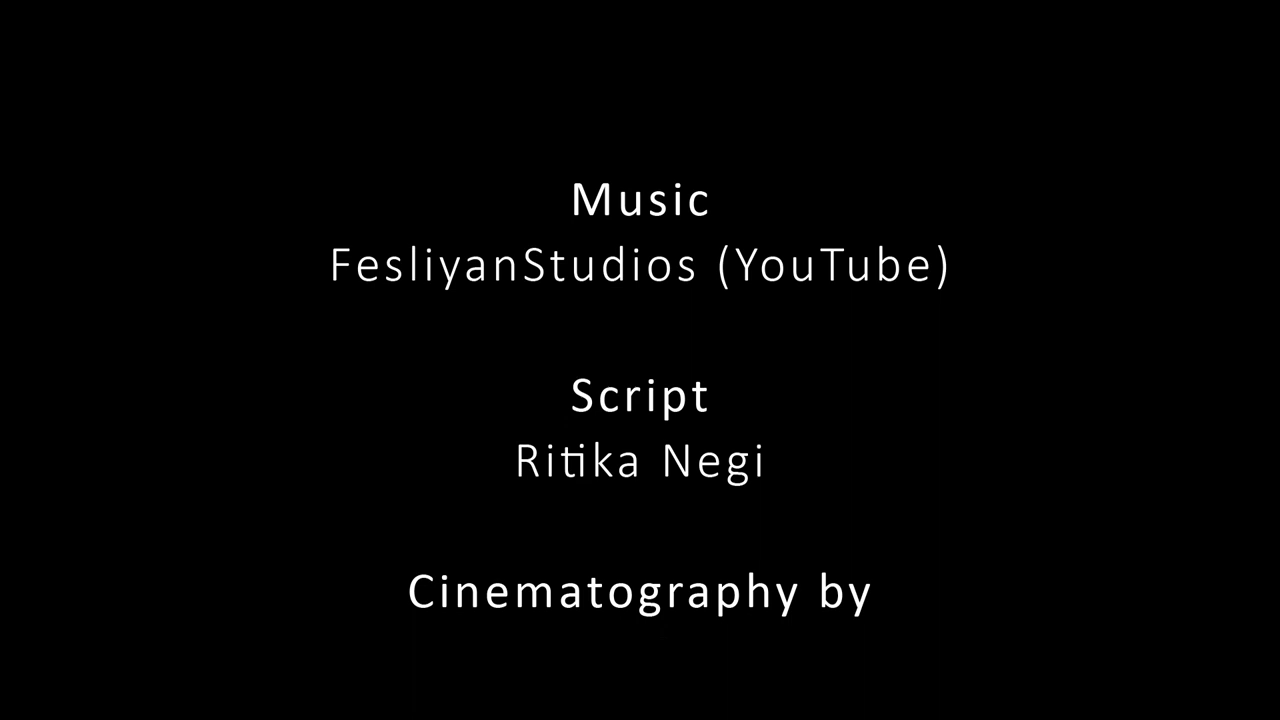 Music
FesliyanStudios (YouTube)
Script
Ritika Negi
Cinematography by